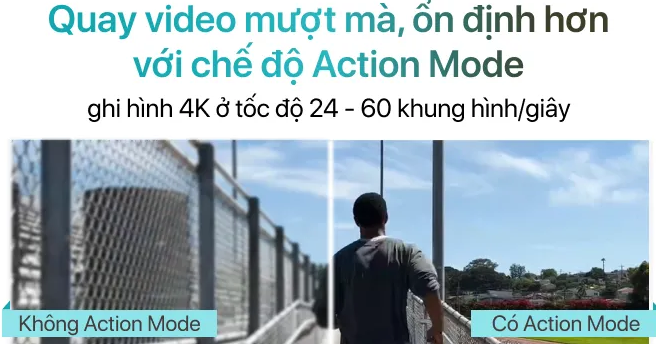 Quay video mượt mà, ổn định hơn
với chế độ Action Mode
ghi hình 4K ở tốc độ 24 - 60 khung hình/giây
Không Action Mode
Có Action Mode